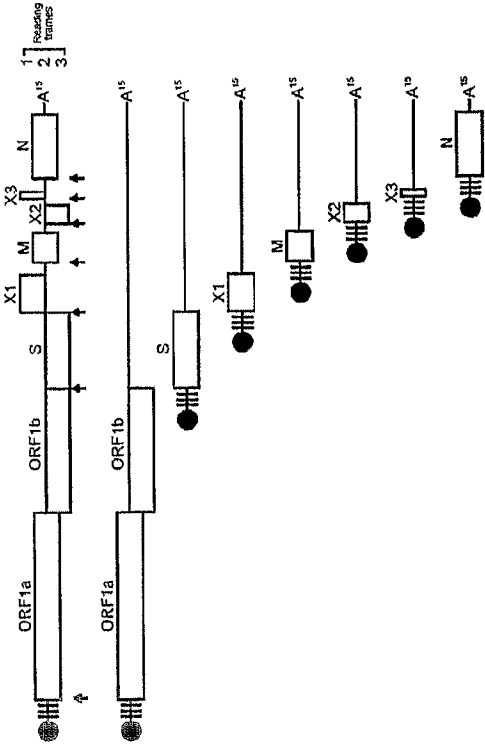 Reading
frames
1
2
3
ORF1a ORF1b S X1 M X2 X3 N A¹⁵
ORF1a ORF1b A¹⁵
S A¹⁵
X1 A¹⁵
M A¹⁵
X2 A¹⁵
X3 A¹⁵
N A¹⁵